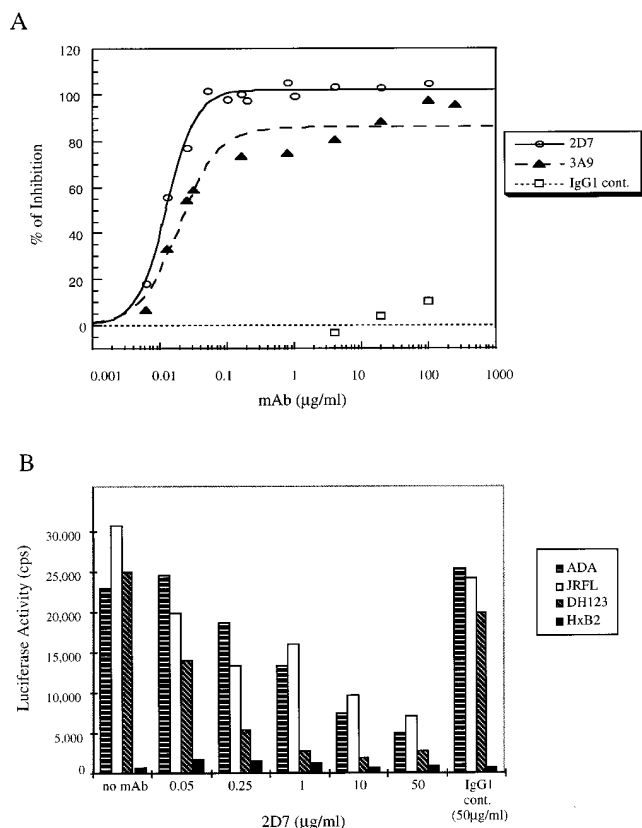 A
120
100
80
60
40
20
0
% of Inhibition
0.001 0.01 0.1 1 10 100 1000
mAb (µg/ml)
2D7
3A9
IgG1 cont.
B
30,000
25,000
20,000
15,000
10,000
5,000
0
Luciferase Activity (cps)
no mAb 0.05 0.25 1 10 50 IgG1
cont.
(50µg/ml)
2D7 (µg/ml)
ADA
JRFL
DH123
HxB2